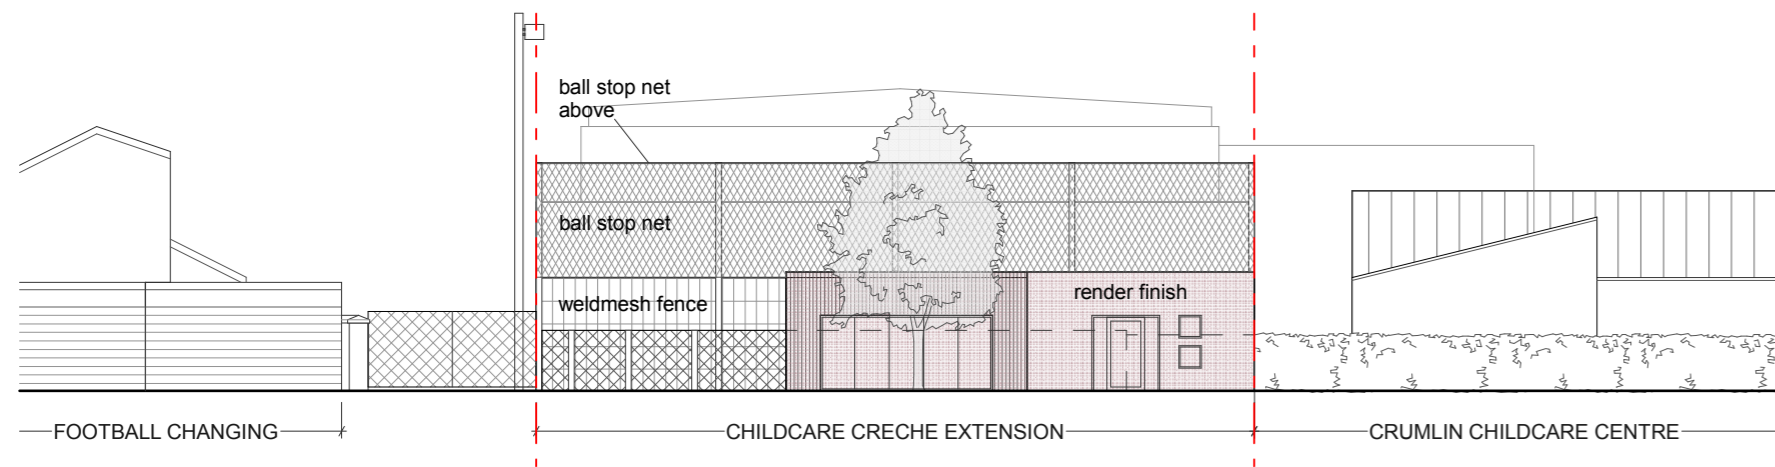 ball stop net
above
ball stop net
weldmesh fence
render finish
FOOTBALL CHANGING
CHILDCARE CRECHE EXTENSION
CRUMLIN CHILDCARE CENTRE